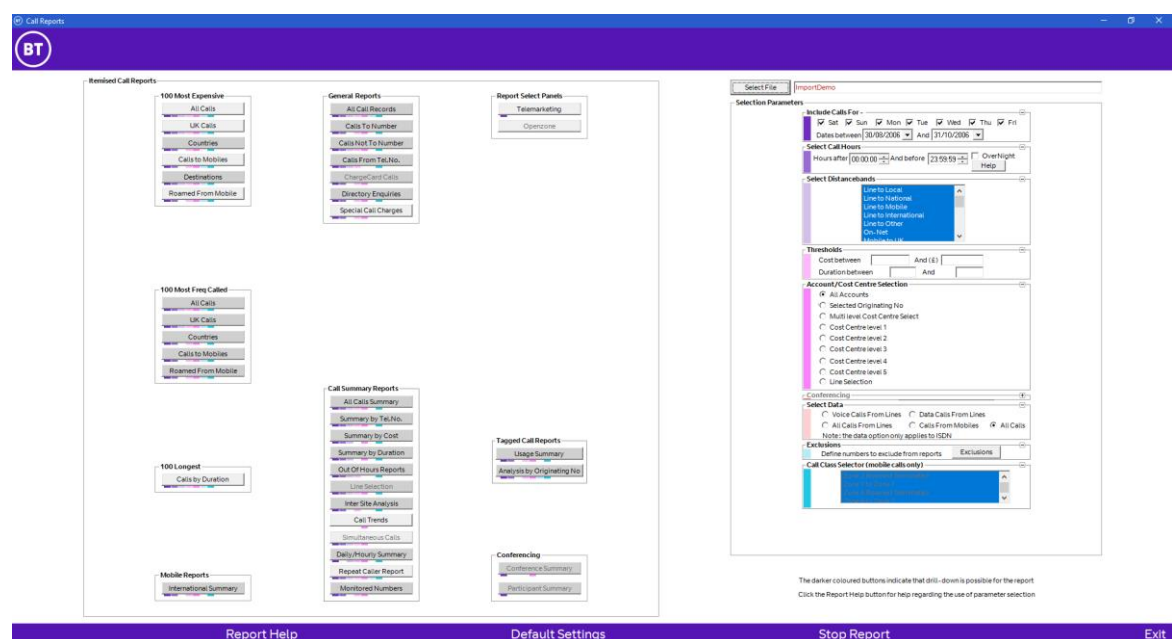 Call Reports
BT
Itemised Call Reports
100 Most Expensive
All Calls
UK Calls
Countries
Calls to Mobiles
Destinations
Roamed From Mobile
100 Most Freq Called
All Calls
UK Calls
Countries
Calls to Mobiles
Roamed From Mobile
100 Longest
Calls by Duration
Mobile Reports
International Summary
General Reports
All Call Records
Calls To Number
Calls Not To Number
Calls From Tel.No.
ChargeCard Calls
Directory Enquiries
Special Call Charges
Call Summary Reports
All Calls Summary
Summary by Tel.No.
Summary by Cost
Summary by Duration
Out Of Hours Reports
Line Selection
Inter Site Analysis
Call Trends
Simultaneous Calls
Daily/Hourly Summary
Repeat Caller Report
Monitored Numbers
Report Select Panels
Telemarketing
Openzone
Tagged Call Reports
Usage Summary
Analysis by Originating No
Conferencing
Conference Summary
Participant Summary
Select File ImportDemo
Selection Parameters
Include Calls For -
Sat Sun Mon Tue Wed Thu Fri
Dates between 30/08/2006 And 31/10/2006
Select Call Hours
Hours after 00:00:00 And before 23:59:59 OverNight
Help
Select Distancebands
Line to Local
Line to National
Line to Mobile
Line to International
Line to Other
On-Net
Mobile to UK
Thresholds
Cost between And (£)
Duration between And
Account/Cost Centre Selection
All Accounts
Selected Originating No
Multi level Cost Centre Select
Cost Centre level 1
Cost Centre level 2
Cost Centre level 3
Cost Centre level 4
Cost Centre level 5
Line Selection
Conferencing
Select Data
Voice Calls From Lines Data Calls From Lines
All Calls From Lines Calls From Mobiles All Calls
Note: the data option only applies to ISDN
Exclusions
Define numbers to exclude from reports Exclusions
Call Class Selector (mobile calls only)
The darker coloured buttons indicate that drill-down is possible for the report
Click the Report Help button for help regarding the use of parameter selection
Report Help Default Settings Stop Report Exit